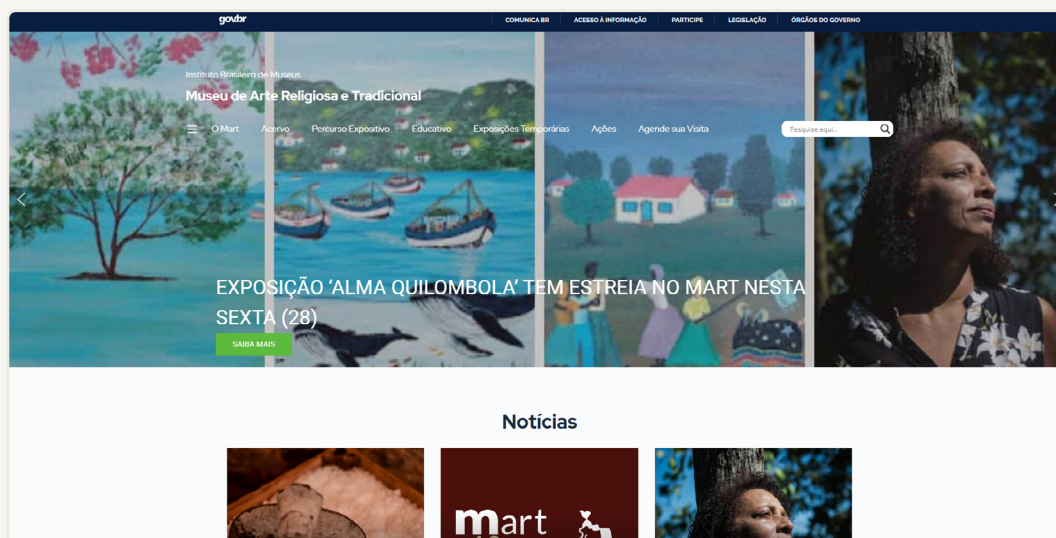 gov.br
COMUNICA BR
ACESSO À INFORMAÇÃO
PARTICIPE
LEGISLAÇÃO
ÓRGÃOS DO GOVERNO
Instituto Brasileiro de Museus
Museu de Arte Religiosa e Tradicional
O Mart
Acervo
Percurso Expositivo
Educativo
Exposições Temporárias
Ações
Agende sua Visita
Pesquise aqui...
EXPOSIÇÃO ‘ALMA QUILOMBOLA’ TEM ESTREIA NO MART NESTA
SEXTA (28)
SAIBA MAIS
Notícias
mart